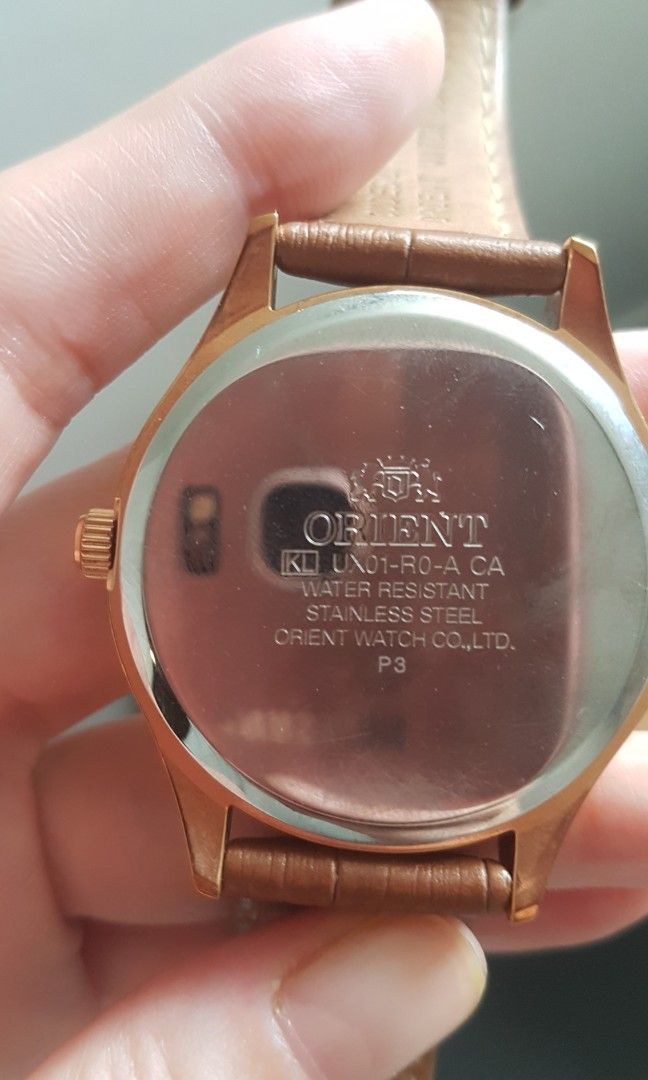 ORIENT
KL UX01-R0-A CA
WATER RESISTANT
STAINLESS STEEL
ORIENT WATCH CO.,LTD.
P3